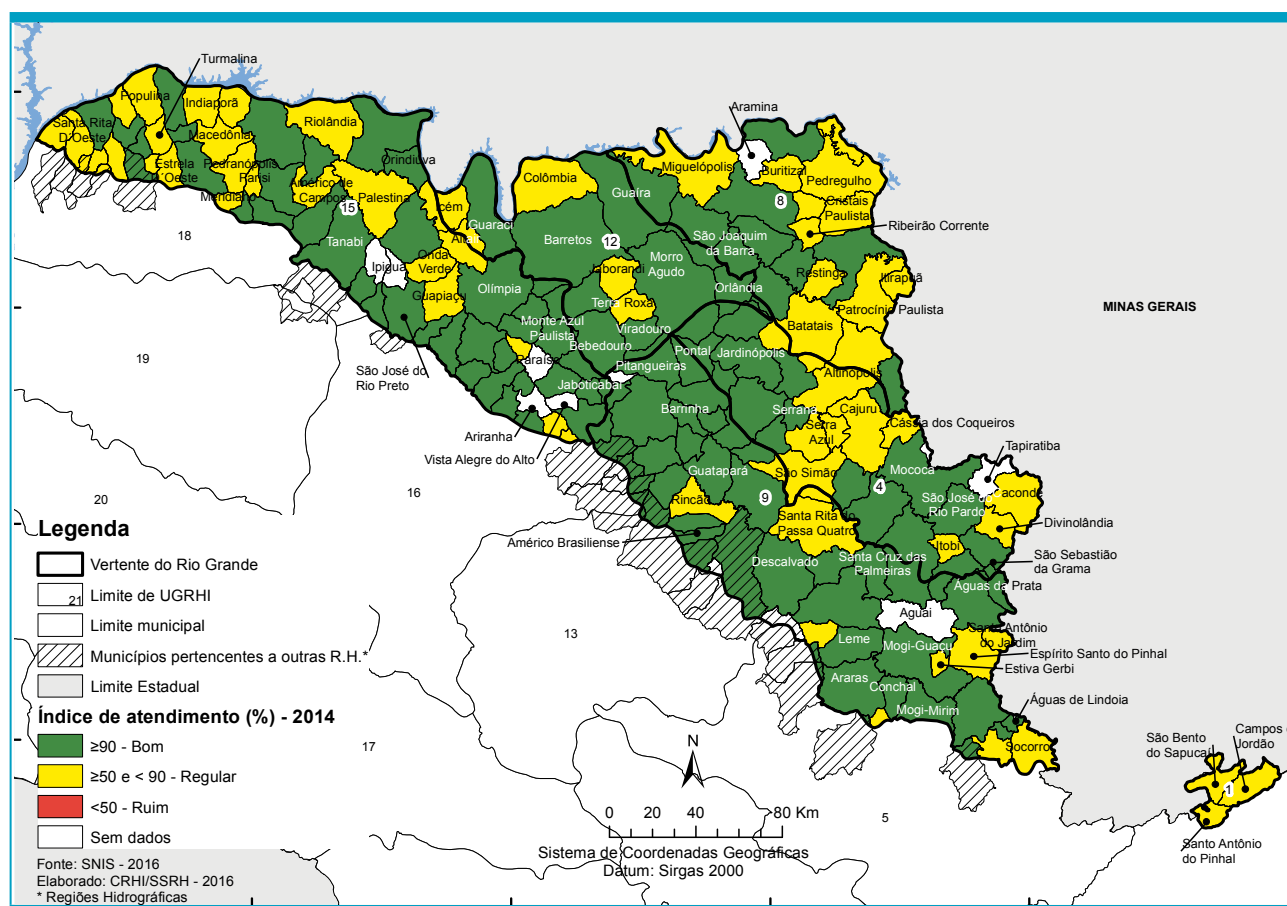 Turmalina
Populina
Indiaporã
Santa Rita
D´Oeste
Macedônia
Riolândia
Estrela
D´Oeste
Pedranópolis
Parisi
Meridiano
Américo de
Campos
Palestina
Orindiuva
15
Tanabi
Ipiguá
Icém
Altair
Guaraci
Onda
Verde
Guapiaçu
Olímpia
Colômbia
Barretos
12
Guaíra
Miguelópolis
Aramina
Buritizal
Pedregulho
8
Cristais
Paulista
Ribeirão Corrente
São Joaquim
da Barra
Morro
Agudo
Jaborandi
Terra Roxa
Viradouro
Orlândia
Restinga
Itirapuã
Patrocínio Paulista
Batatais
MINAS GERAIS
Monte Azul
Paulista
Bebedouro
Paraíso
Pitangueiras
Pontal
Jardinópolis
Altinópolis
São José do
Rio Preto
Jaboticabal
Barrinha
Serrana
Cajuru
Serra
Azul
Cássia dos Coqueiros
Ariranha
Vista Alegre do Alto
Tapiratiba
Mococa
Guatapará
São Simão
4
9
São José do
Rio Pardo
Caconde
Divinolândia
Rincão
Santa Rita do
Passa Quatro
Itobi
São Sebastião
da Grama
Américo Brasiliense
Descalvado
Santa Cruz das
Palmeiras
Águas da Prata
Aguaí
Santo Antônio
do Jardim
Leme
Mogi-Guaçu
Espírito Santo do Pinhal
Estiva Gerbi
Araras
Conchal
Mogi-Mirim
Águas de Lindoia
Socorro
São Bento
do Sapucaí
Campos
Jordão
1
Santo Antônio
do Pinhal
18
19
20
16
13
17
5
Legenda
Vertente do Rio Grande
21 Limite de UGRHI
Limite municipal
Municípios pertencentes a outras R.H.*
Limite Estadual
Índice de atendimento (%) - 2014
≥90 - Bom
≥50 e < 90 - Regular
<50 - Ruim
Sem dados
Fonte: SNIS - 2016
Elaborado: CRHI/SSRH - 2016
* Regiões Hidrográficas
N
0 20 40 80 Km
Sistema de Coordenadas Geográficas
Datum: Sirgas 2000